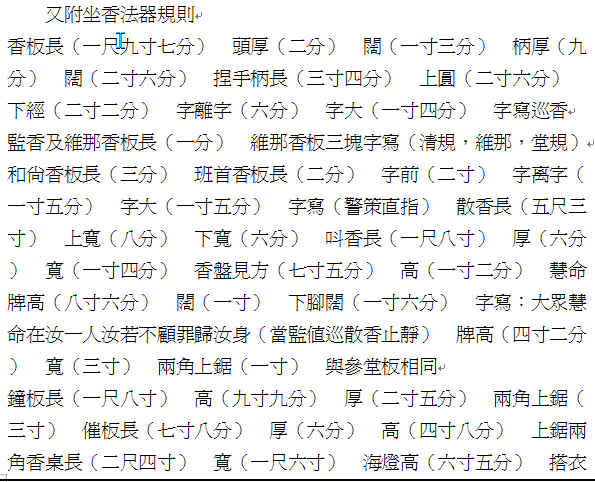 又附坐香法器規則
香板長（一尺九寸七分）　頭厚（二分）　闊（一寸三分）　柄厚（九
分）　闊（二寸六分）　捏手柄長（三寸四分）　上圓（二寸六分）
下經（二寸二分）　字離字（六分）　字大（一寸四分）　字寫巡香
監香及維那香板長（一分）　維那香板三塊字寫（清規，維那，堂規）
和尚香板長（三分）　班首香板長（二分）　字前（二寸）　字离字（
一寸五分）　字大（一寸五分）　字寫（警策直指）　散香長（五尺三
寸）　上寬（八分）　下寬（六分）　叫香長（一尺八寸）　厚（六分
）　寬（一寸四分）　香盤見方（七寸五分）　高（一寸二分）　慧命
牌高（八寸六分）　闊（一寸）　下腳闊（一寸六分）　字寫：大眾慧
命在汝一人汝若不顧罪歸汝身（當監值巡散香止靜）　牌高（四寸二分
）　寬（三寸）　兩角上鋸（一寸）　與參堂板相同
鐘板長（一尺八寸）　高（九寸九分）　厚（二寸五分）　兩角上鋸（
三寸）　催板長（七寸八分）　厚（六分）　高（四寸八分）　上鋸兩
角香桌長（二尺四寸）　寬（一尺六寸）　海燈高（六寸五分）　搭衣